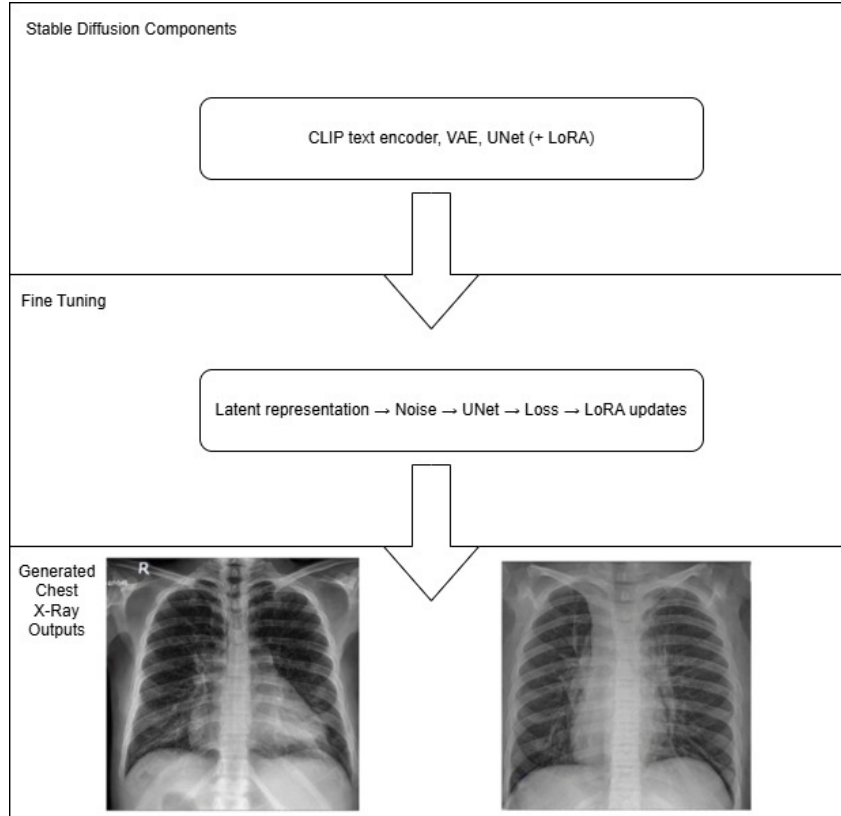 Stable Diffusion Components
CLIP text encoder, VAE, UNet (+ LoRA)
Fine Tuning
Latent representation → Noise → UNet → Loss → LoRA updates
Generated
Chest
X-Ray
Outputs
R